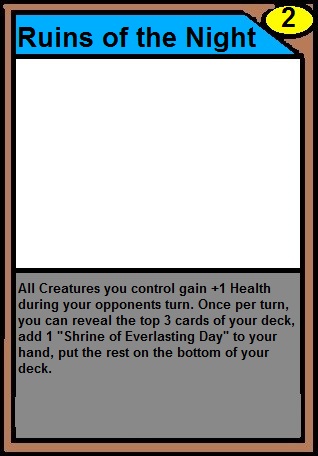 Ruins of the Night
2
All Creatures you control gain +1 Health
during your opponents turn. Once per turn,
you can reveal the top 3 cards of your deck,
add 1 "Shrine of Everlasting Day" to your
hand, put the rest on the bottom of your
deck.